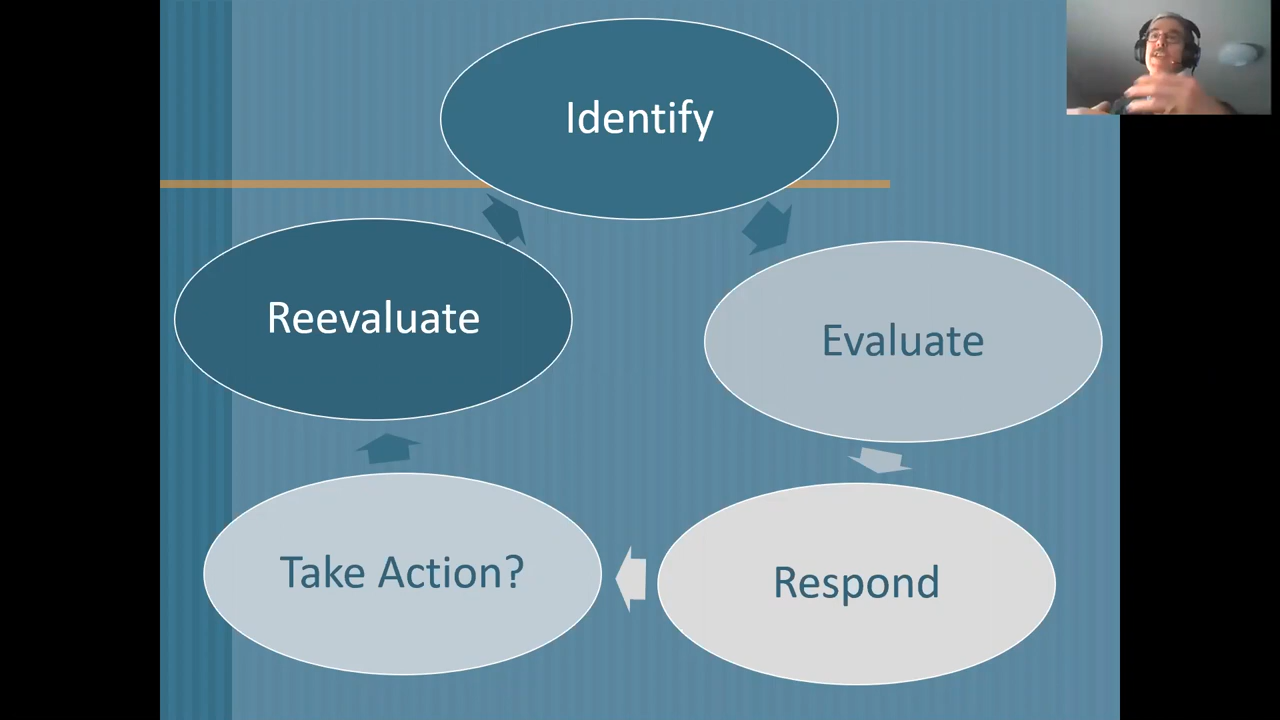 Identify
Evaluate
Respond
Take Action?
Reevaluate